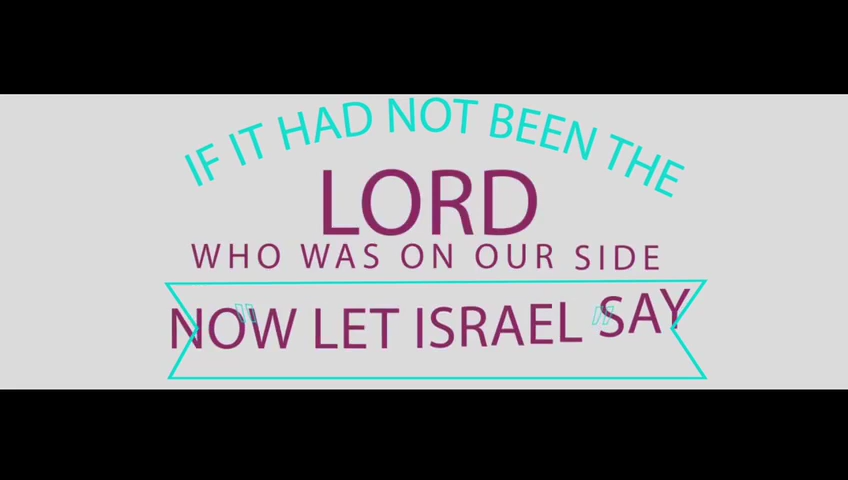 IF IT HAD NOT BEEN THE
LORD
WHO WAS ON OUR SIDE
NOW LET ISRAEL SAY